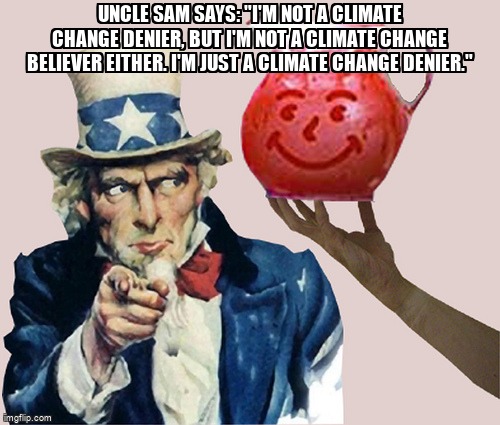 UNCLE SAM SAYS: "I'M NOT A CLIMATE
CHANGE DENIER, BUT I'M NOT A CLIMATE CHANGE
BELIEVER EITHER. I'M JUST A CLIMATE CHANGE DENIER."
imgflip.com